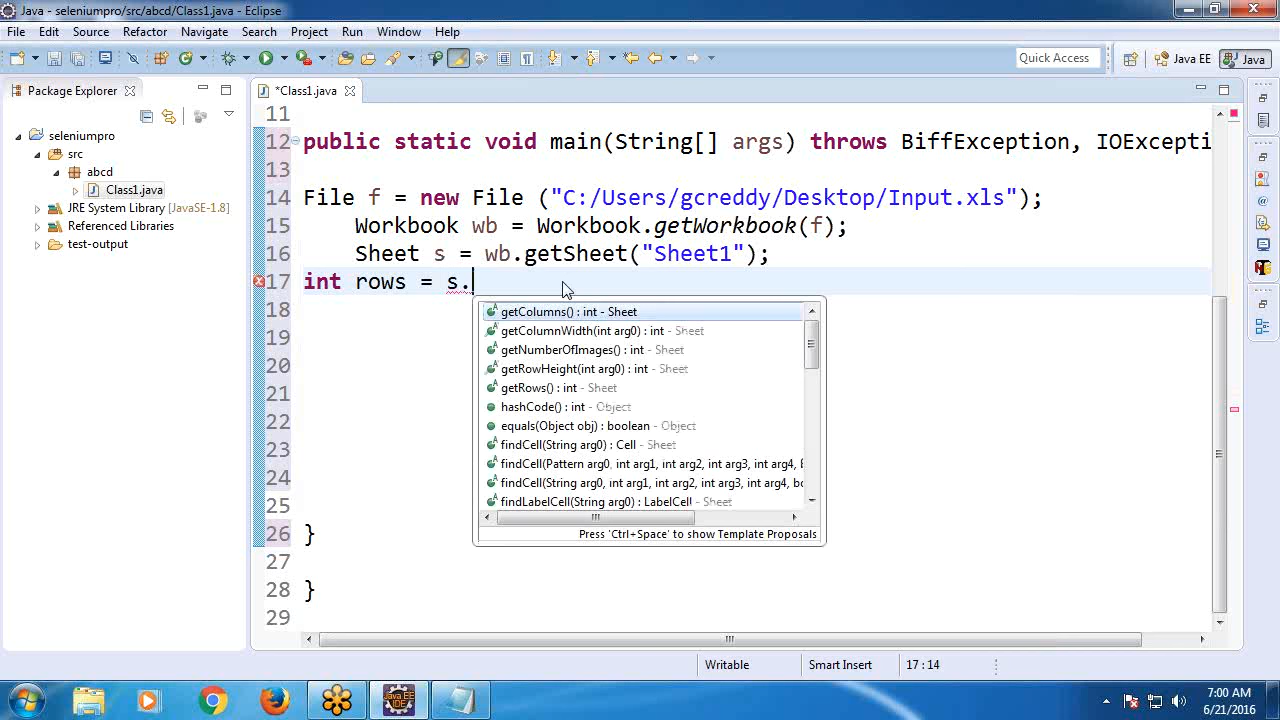 Java - seleniumpro/src/abcd/Class1.java - Eclipse
File Edit Source Refactor Navigate Search Project Run Window Help
Quick Access Java EE Java
Package Explorer
*Class1.java
seleniumpro
src
abcd
Class1.java
JRE System Library [JavaSE-1.8]
Referenced Libraries
test-output
11
12 public static void main(String[] args) throws BiffException, IOExcepti
13
14 File f = new File ("C:/Users/gcreddy/Desktop/Input.xls");
15 Workbook wb = Workbook.getWorkbook(f);
16 Sheet s = wb.getSheet("Sheet1");
17 int rows = s.
18
19
20
21
22
23
24
25
26 }
27
28 }
29
getColumns() : int - Sheet
getColumnWidth(int arg0) : int - Sheet
getNumberOfImages() : int - Sheet
getRowHeight(int arg0) : int - Sheet
getRows() : int - Sheet
hashCode() : int - Object
equals(Object obj) : boolean - Object
findCell(String arg0) : Cell - Sheet
findCell(Pattern arg0, int arg1, int arg2, int arg3, int arg4, b
findCell(String arg0, int arg1, int arg2, int arg3, int arg4, bo
findLabelCell(String arg0) : LabelCell - Sheet
Press 'Ctrl+Space' to show Template Proposals
Writable Smart Insert 17 : 14
Java EE
IDE
7:00 AM
6/21/2016